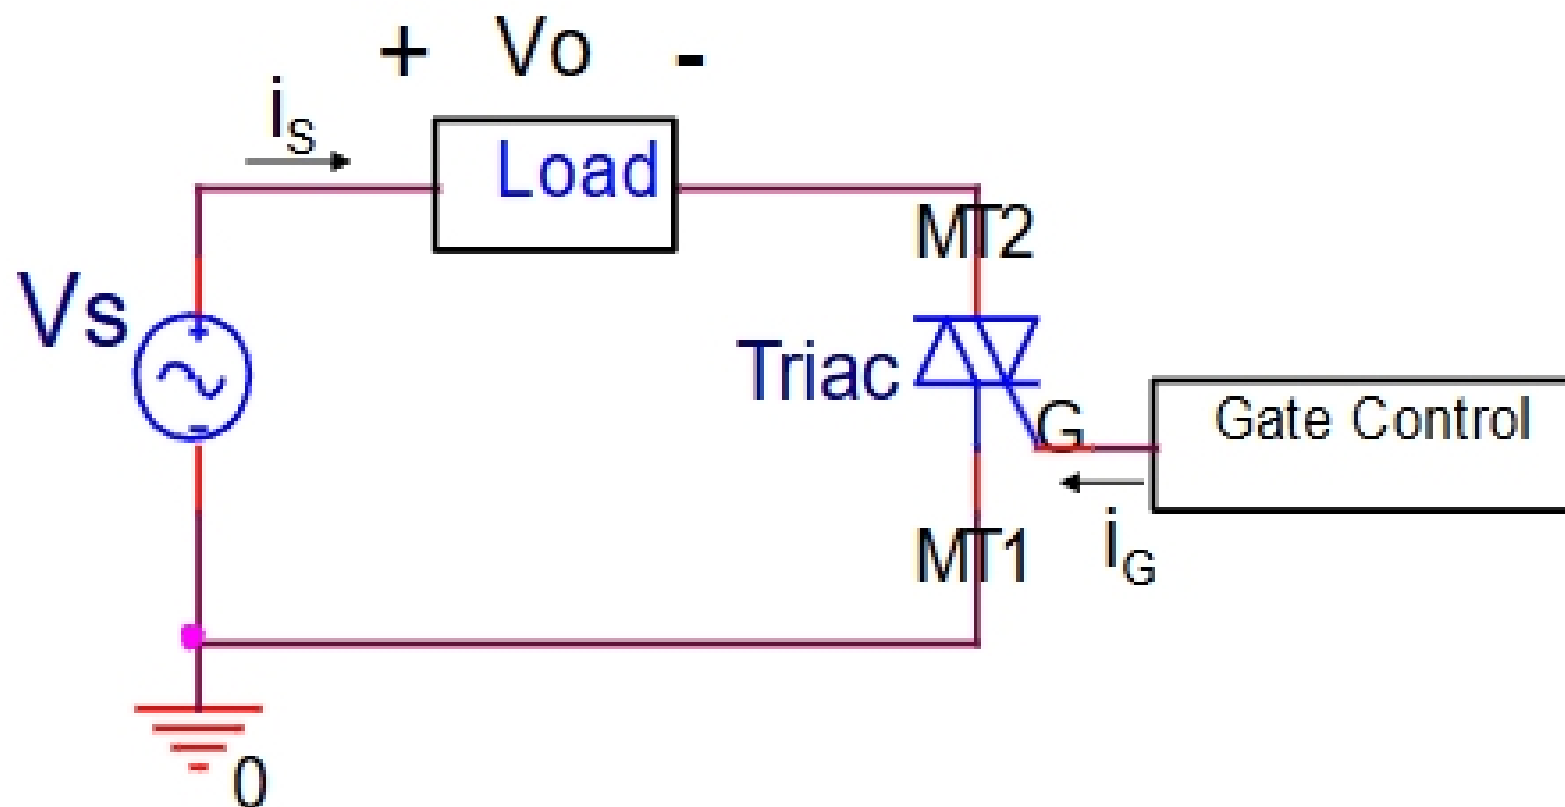 + Vo -
iS
Load
MT2
Vs
Triac
G
Gate Control
MT1
iG
0